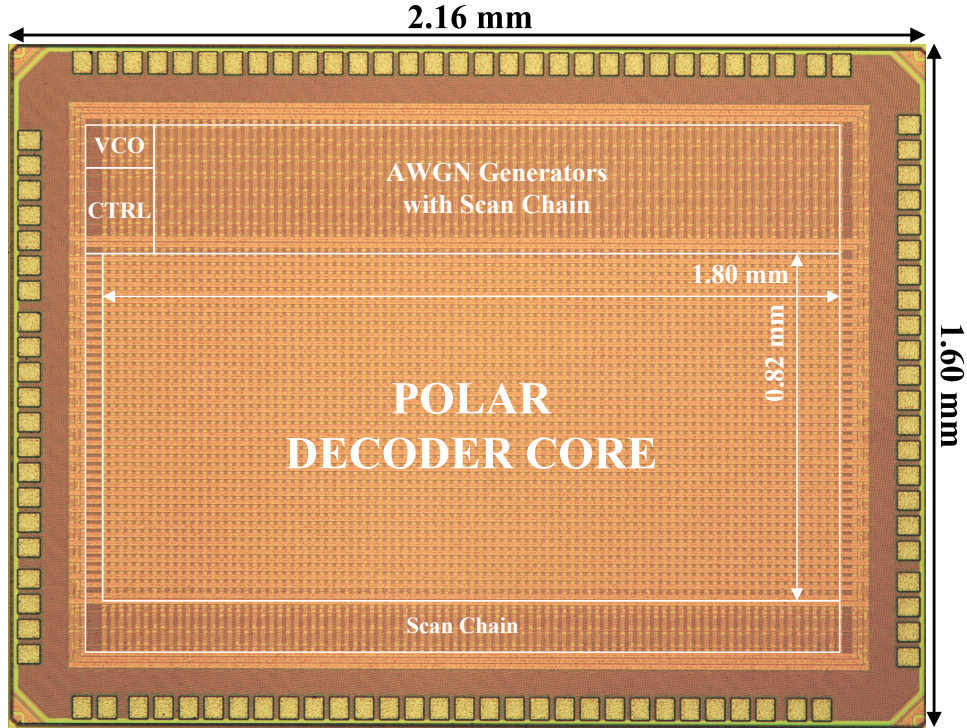 2.16 mm
VCO
AWGN Generators
with Scan Chain
CTRL
1.80 mm
0.82 mm
1.60 mm
POLAR
DECODER CORE
Scan Chain